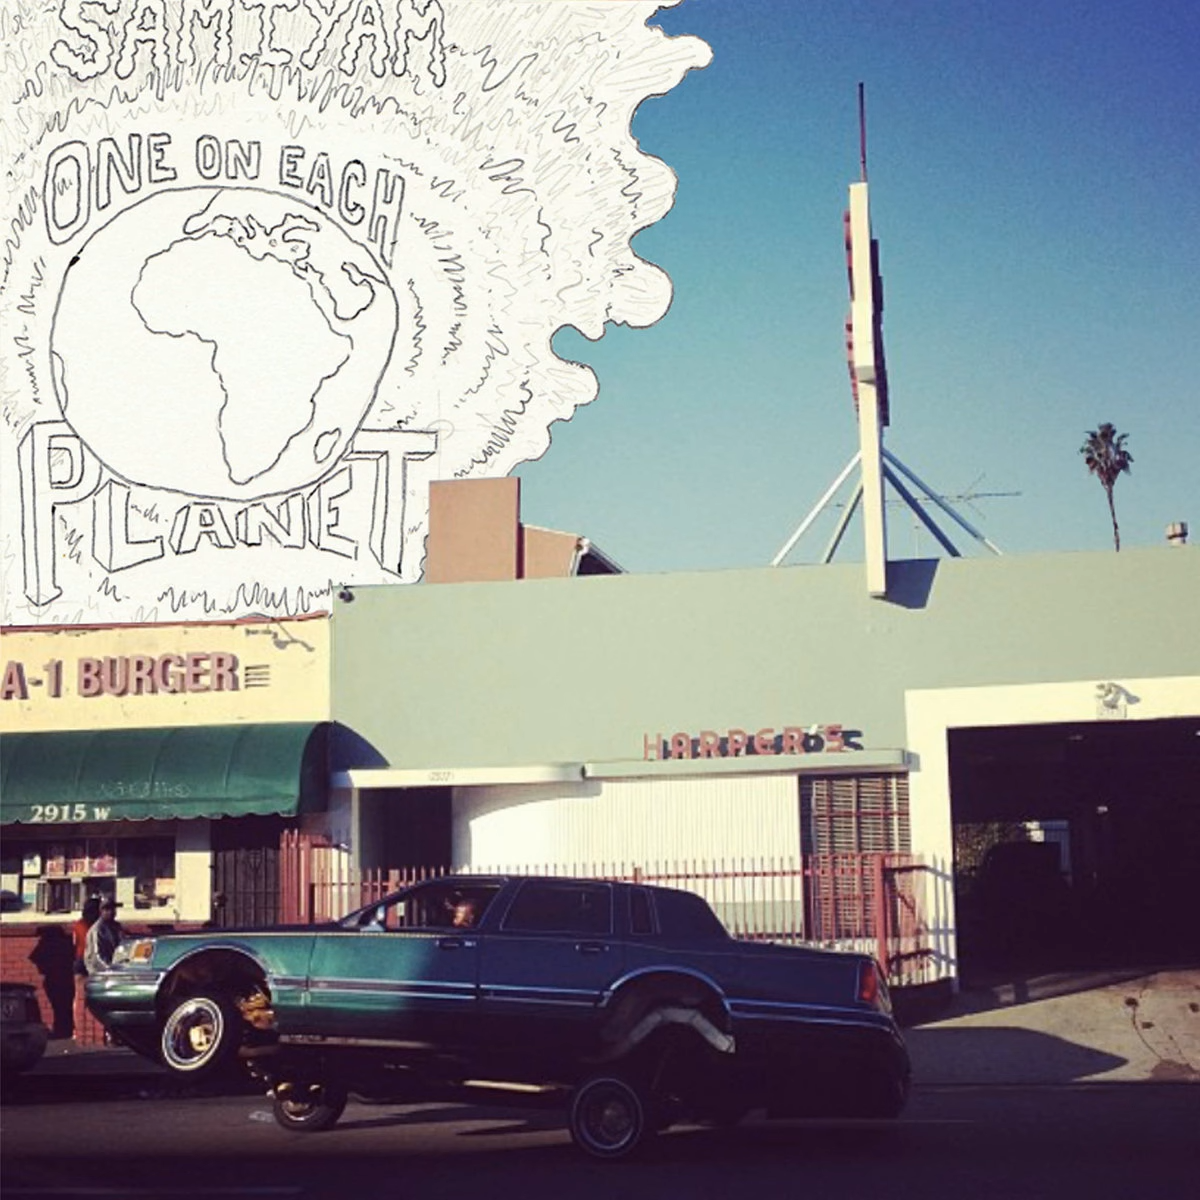 SAMIYAM
ONE ON EACH
PLANET
A-1 BURGER
2915 W
HARPER'S